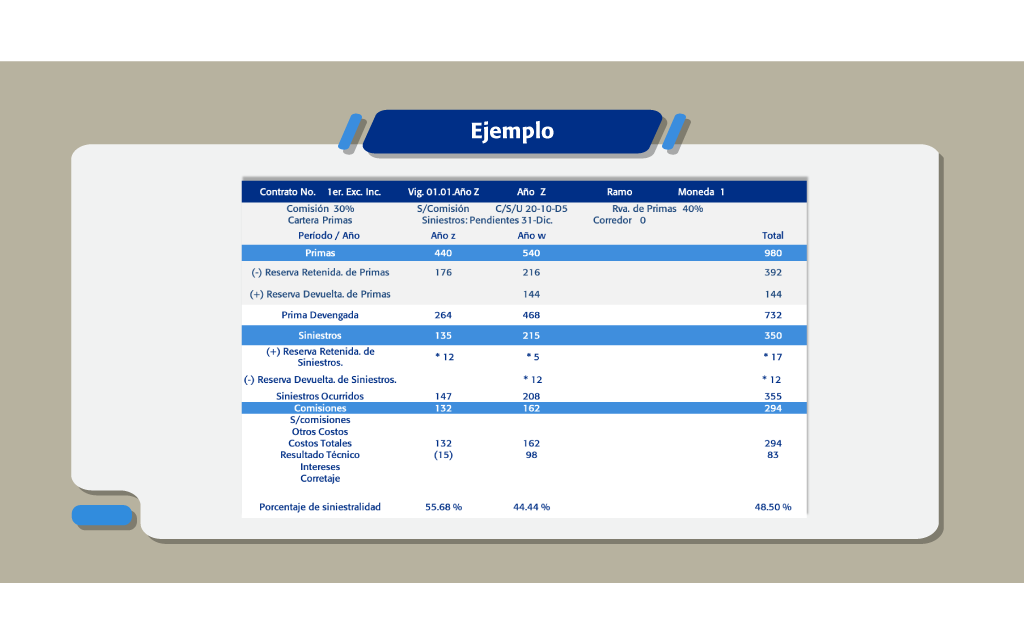 Ejemplo
Contrato No. 1er. Exc. Inc. Vig. 01.01.Año Z Año Z Ramo Moneda 1
Comisión 30% S/Comisión C/S/U 20-10-D5 Rva. de Primas 40%
Cartera Primas Siniestros: Pendientes 31-Dic. Corredor 0
Período / Año Año z Año w Total
Primas 440 540 980
(-) Reserva Retenida. de Primas 176 216 392
(+) Reserva Devuelta. de Primas 144 144
Prima Devengada 264 468 732
Siniestros 135 215 350
(+) Reserva Retenida. de
Siniestros. * 12 * 5 * 17
(-) Reserva Devuelta. de Siniestros. * 12 * 12
Siniestros Ocurridos 147 208 355
Comisiones 132 162 294
S/comisiones
Otros Costos
Costos Totales 132 162 294
Resultado Técnico (15) 98 83
Intereses
Corretaje
Porcentaje de siniestralidad 55.68 % 44.44 % 48.50 %